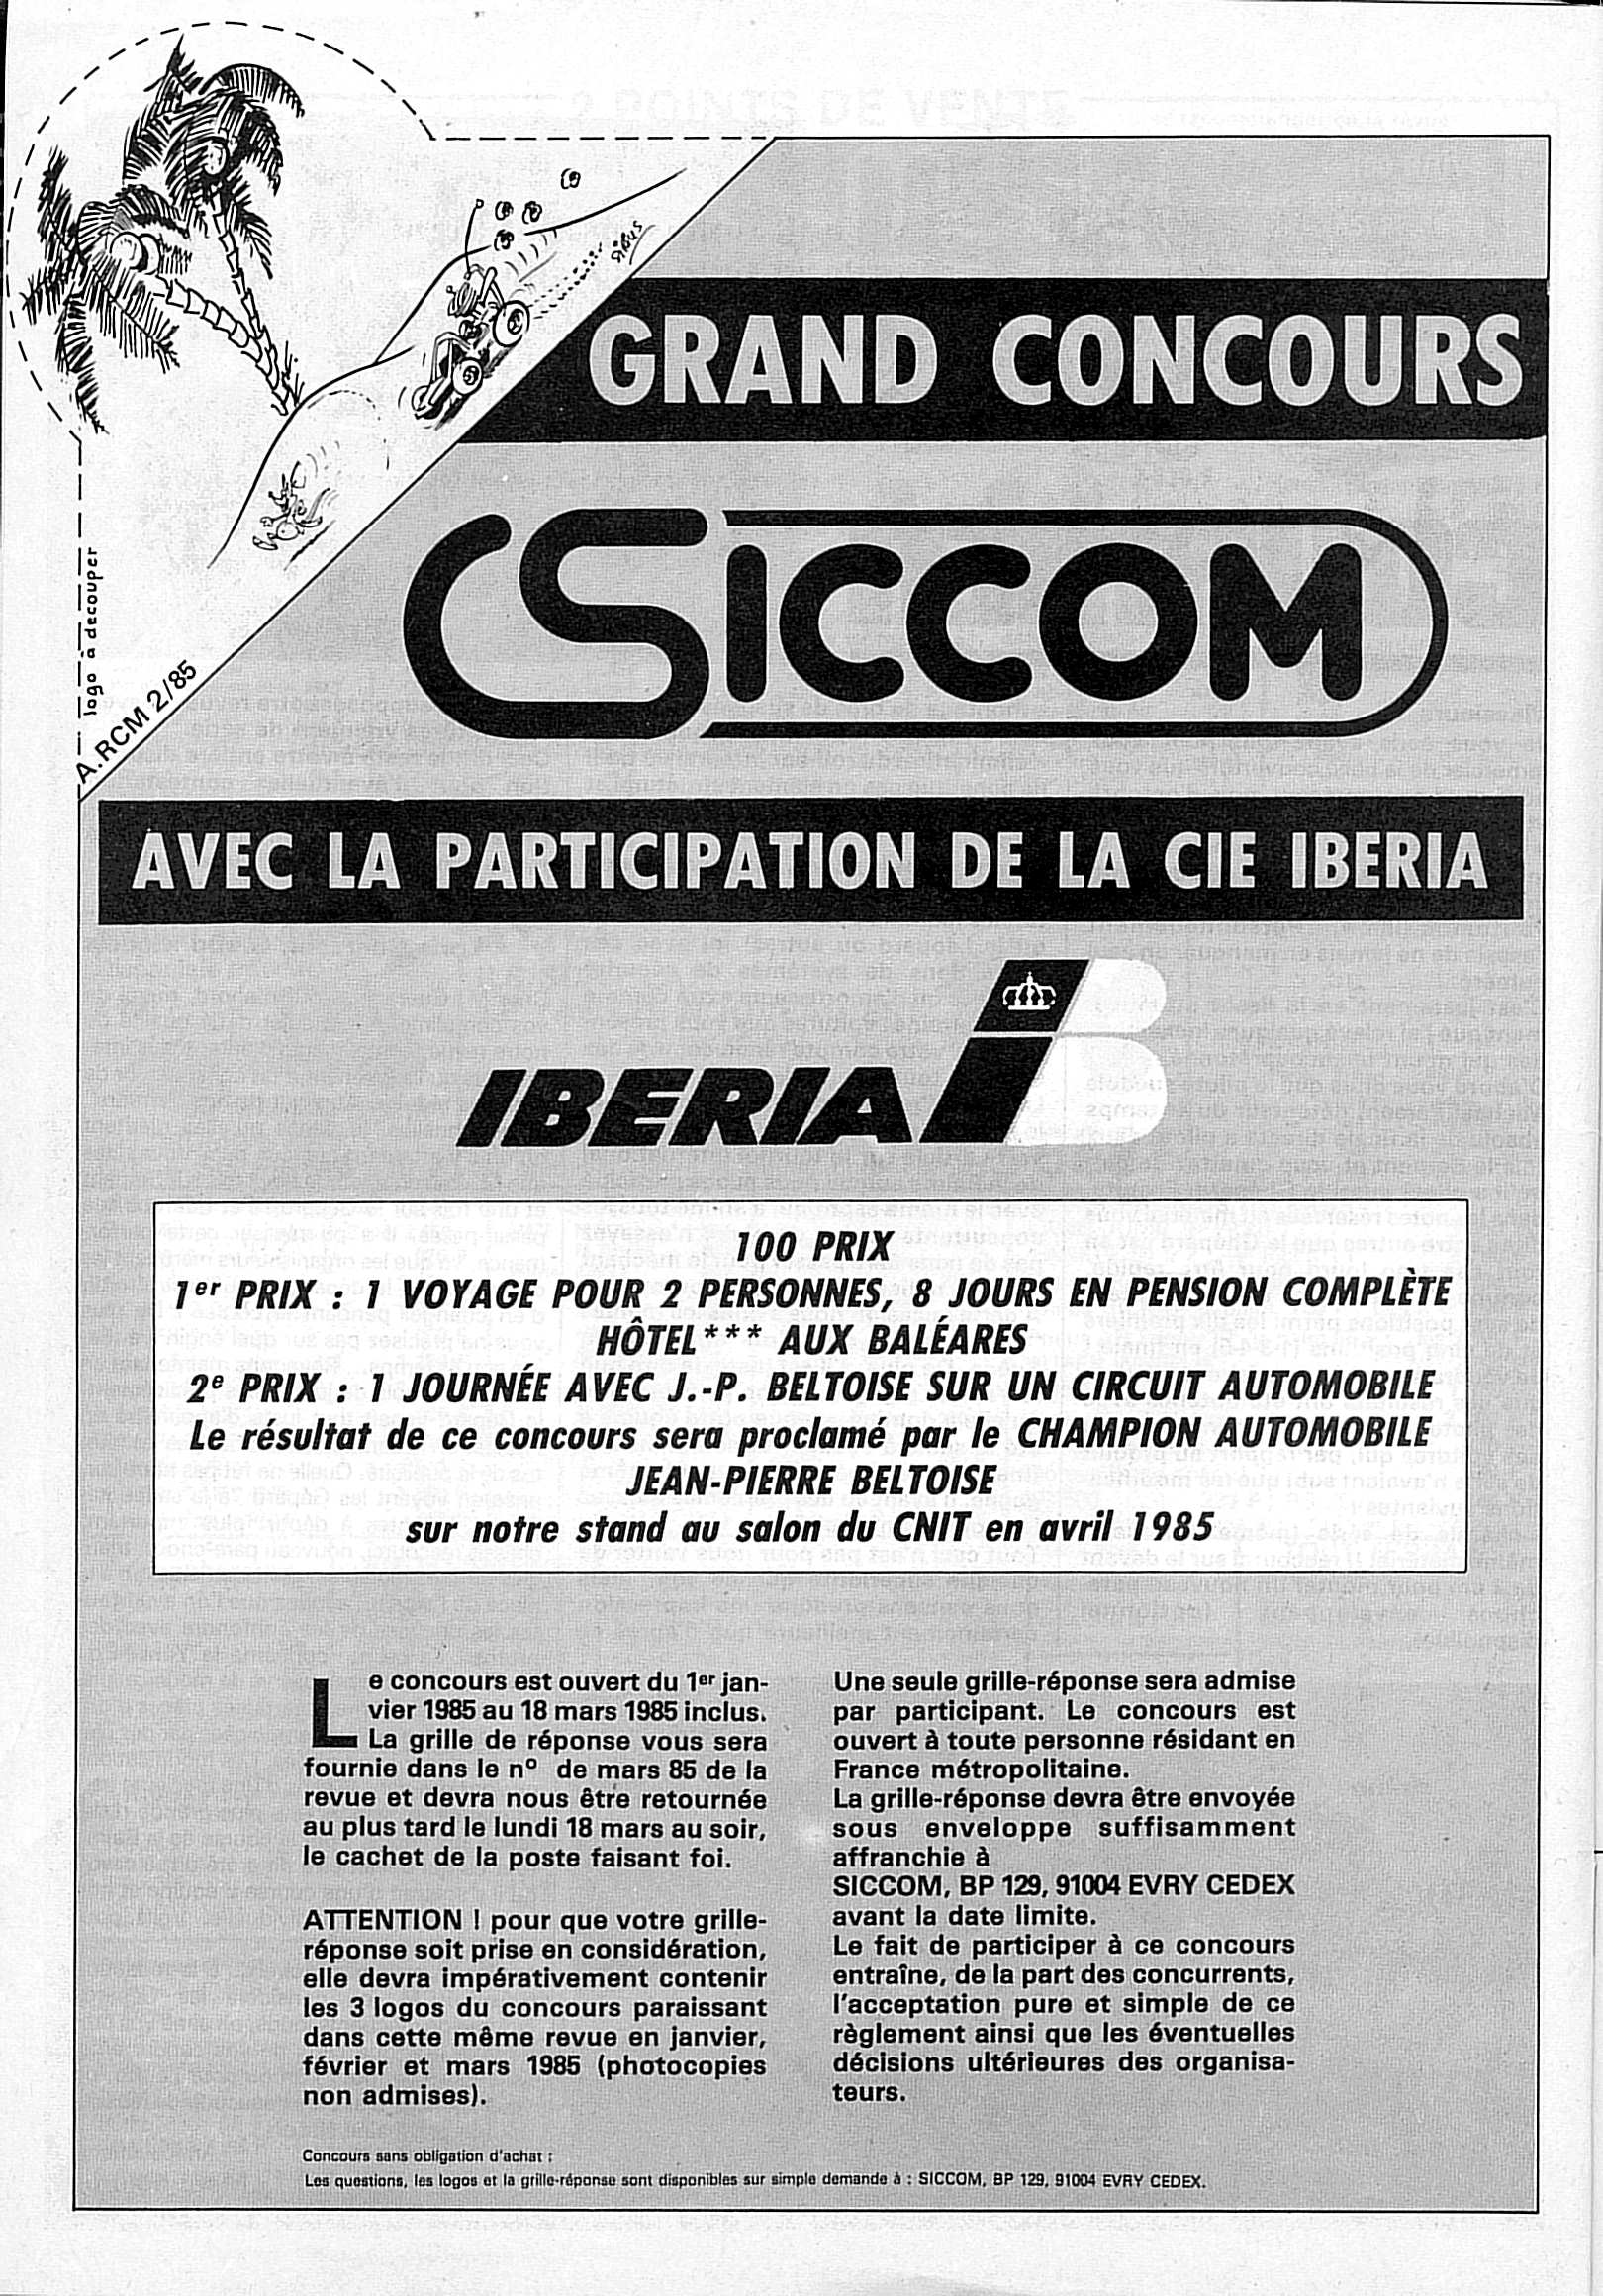 logo à decouper
A.RCM 2/85
SIBUS
GRAND CONCOURS
SICCOM
AVEC LA PARTICIPATION DE LA CIE IBERIA
IBERIA
100 PRIX
1er PRIX : 1 VOYAGE POUR 2 PERSONNES, 8 JOURS EN PENSION COMPLÈTE
HÔTEL*** AUX BALÉARES
2e PRIX : 1 JOURNÉE AVEC J.-P. BELTOISE SUR UN CIRCUIT AUTOMOBILE
Le résultat de ce concours sera proclamé par le CHAMPION AUTOMOBILE
JEAN-PIERRE BELTOISE
sur notre stand au salon du CNIT en avril 1985
Le concours est ouvert du 1er jan-
vier 1985 au 18 mars 1985 inclus.
La grille de réponse vous sera
fournie dans le nº de mars 85 de la
revue et devra nous être retournée
au plus tard le lundi 18 mars au soir,
le cachet de la poste faisant foi.
ATTENTION ! pour que votre grille-
réponse soit prise en considération,
elle devra impérativement contenir
les 3 logos du concours paraissant
dans cette même revue en janvier,
février et mars 1985 (photocopies
non admises).
Une seule grille-réponse sera admise
par participant. Le concours est
ouvert à toute personne résidant en
France métropolitaine.
La grille-réponse devra être envoyée
sous enveloppe suffisamment
affranchie à
SICCOM, BP 129, 91004 EVRY CEDEX
avant la date limite.
Le fait de participer à ce concours
entraîne, de la part des concurrents,
l'acceptation pure et simple de ce
règlement ainsi que les éventuelles
décisions ultérieures des organisa-
teurs.
Concours sans obligation d'achat :
Les questions, les logos et la grille-réponse sont disponibles sur simple demande à : SICCOM, BP 129, 91004 EVRY CEDEX.